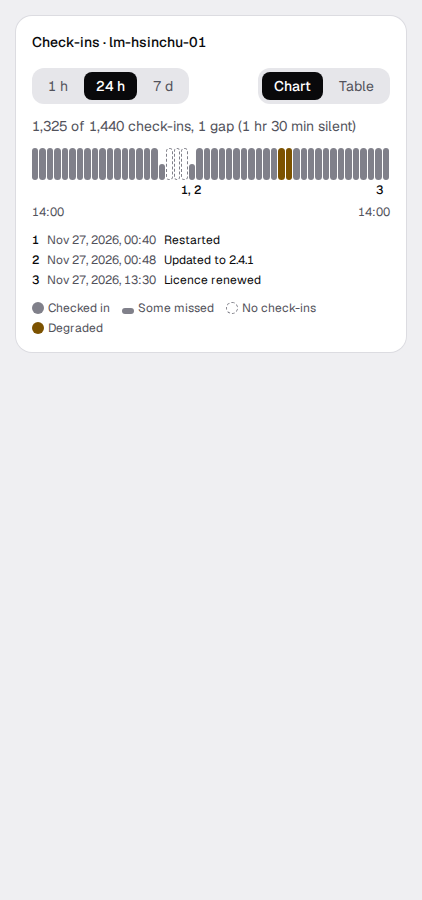 Check-ins · lm-hsinchu-01
1 h 24 h 7 d Chart Table
1,325 of 1,440 check-ins, 1 gap (1 hr 30 min silent)
1, 2 3
14:00 14:00
1 Nov 27, 2026, 00:40 Restarted
2 Nov 27, 2026, 00:48 Updated to 2.4.1
3 Nov 27, 2026, 13:30 Licence renewed
Checked in Some missed No check-ins
Degraded